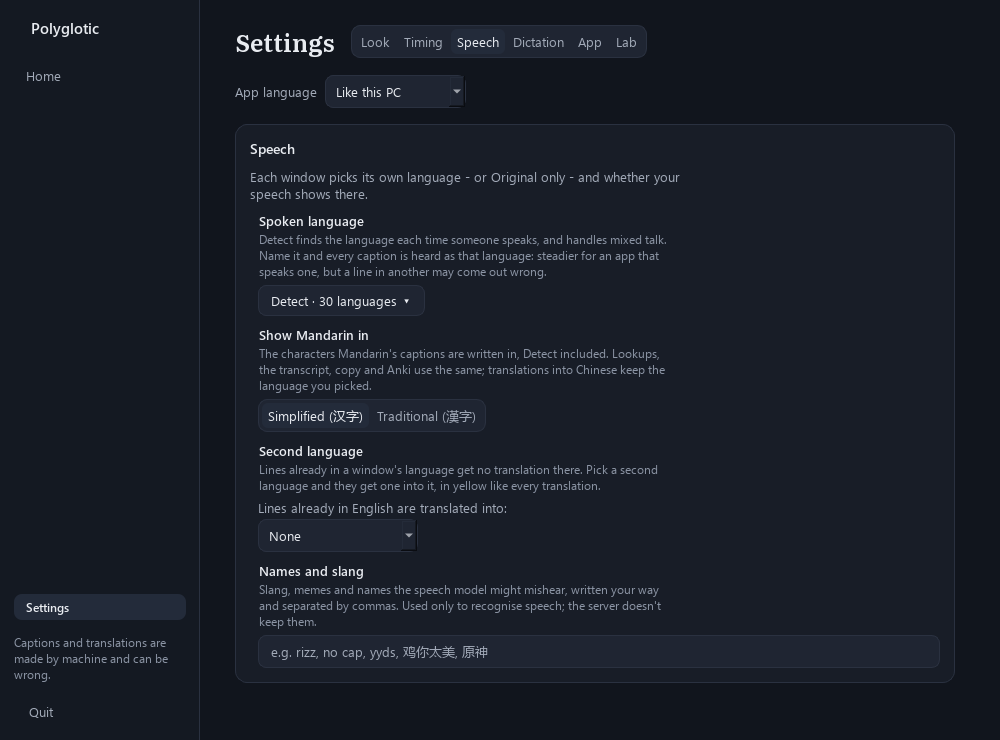 Polyglotic
Home
Settings
Captions and translations are
made by machine and can be
wrong.
Quit
Settings
Look Timing Speech Dictation App Lab
App language Like this PC
Speech
Each window picks its own language - or Original only - and whether your
speech shows there.
Spoken language
Detect finds the language each time someone speaks, and handles mixed talk.
Name it and every caption is heard as that language: steadier for an app that
speaks one, but a line in another may come out wrong.
Detect · 30 languages
Show Mandarin in
The characters Mandarin's captions are written in, Detect included. Lookups,
the transcript, copy and Anki use the same; translations into Chinese keep the
language you picked.
Simplified (汉字) Traditional (漢字)
Second language
Lines already in a window's language get no translation there. Pick a second
language and they get one into it, in yellow like every translation.
Lines already in English are translated into:
None
Names and slang
Slang, memes and names the speech model might mishear, written your way
and separated by commas. Used only to recognise speech; the server doesn't
keep them.
e.g. rizz, no cap, yyds, 鸡你太美, 原神